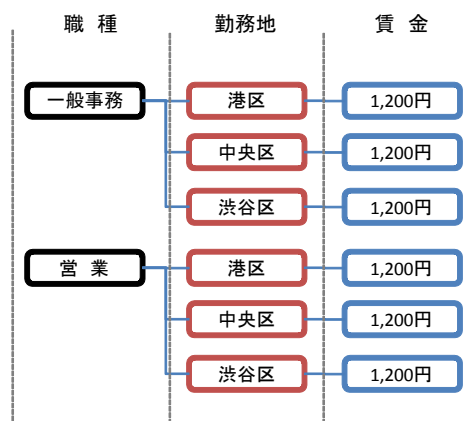 職 種 勤務地 賃 金
一般事務 港区 1,200円
中央区 1,200円
渋谷区 1,200円
営 業 港区 1,200円
中央区 1,200円
渋谷区 1,200円